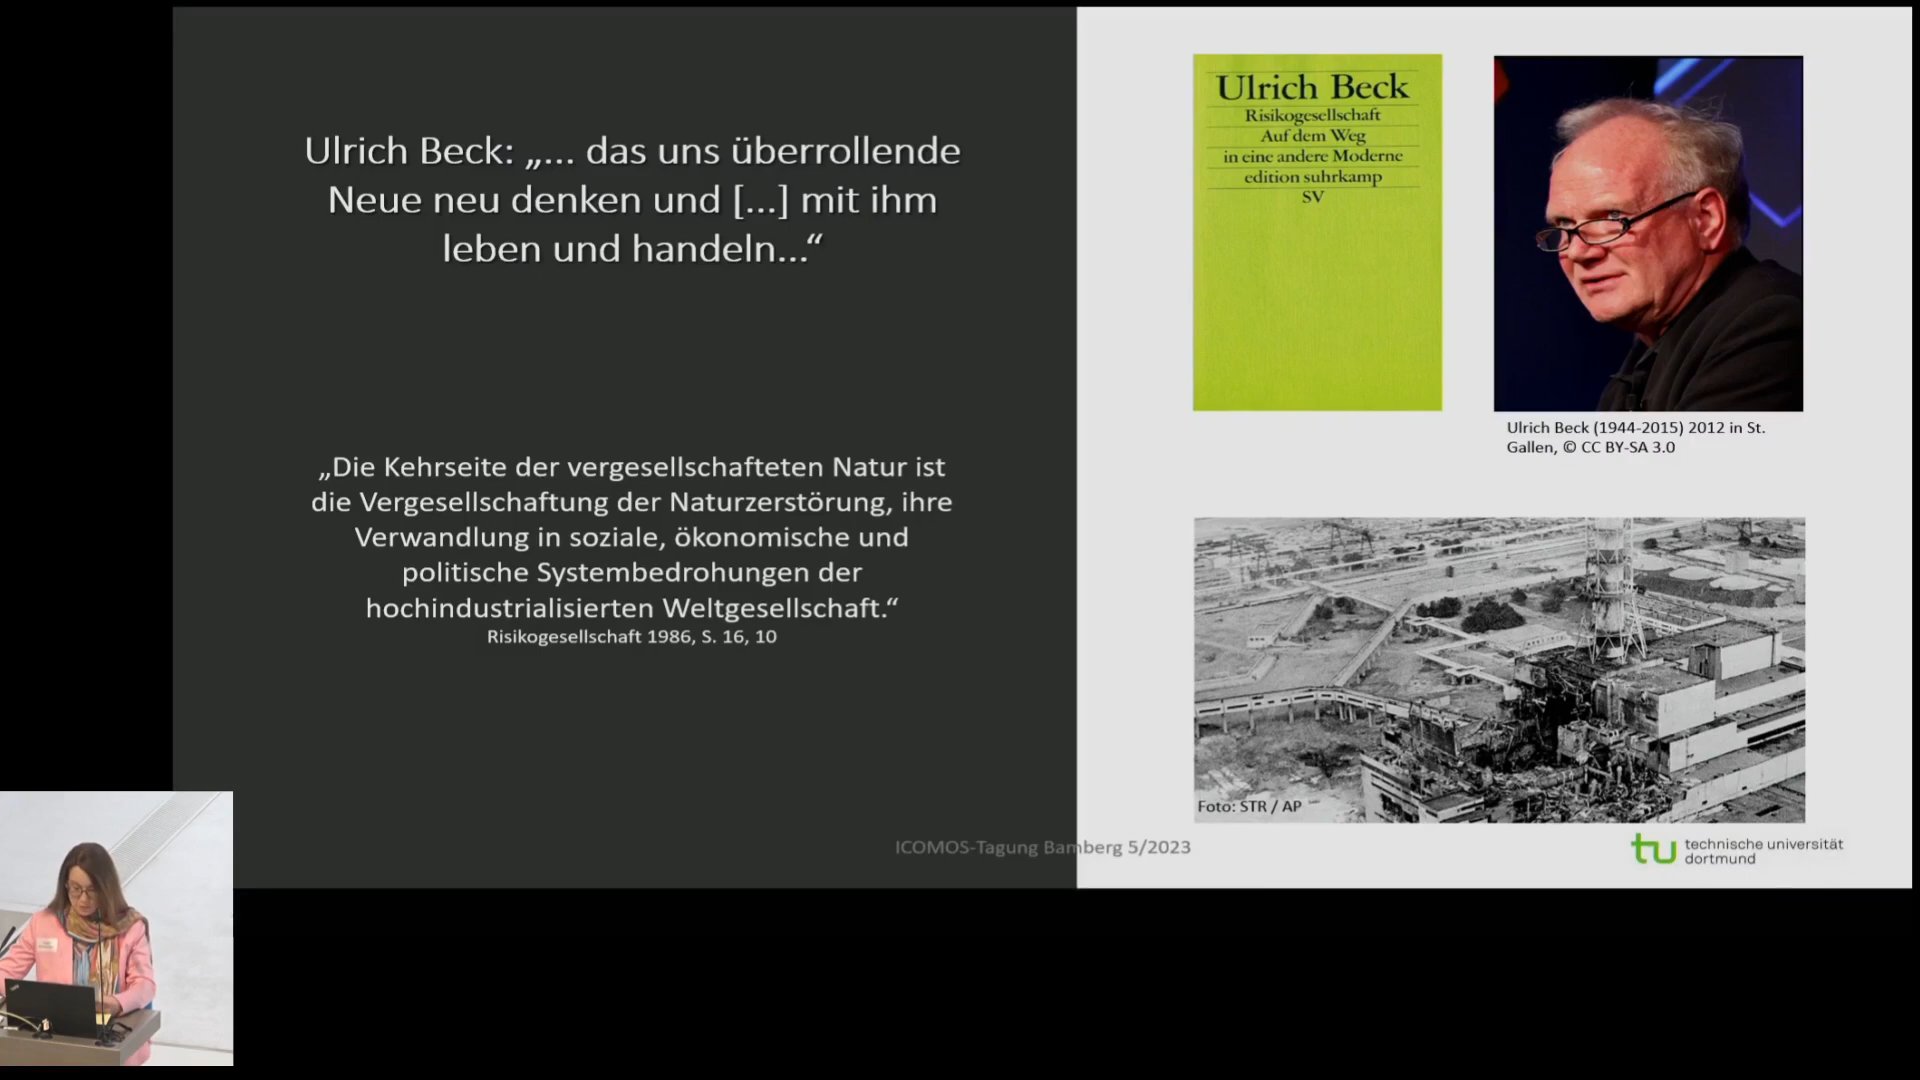 Ulrich Beck: „... das uns überrollende
Neue neu denken und [...] mit ihm
leben und handeln...“
„Die Kehrseite der vergesellschafteten Natur ist
die Vergesellschaftung der Naturzerstörung, ihre
Verwandlung in soziale, ökonomische und
politische Systembedrohungen der
hochindustrialisierten Weltgesellschaft.“
Risikogesellschaft 1986, S. 16, 10
Ulrich Beck
Risikogesellschaft
Auf dem Weg
in eine andere Moderne
edition suhrkamp
SV
Ulrich Beck (1944-2015) 2012 in St.
Gallen, © CC BY-SA 3.0
Foto: STR / AP
ICOMOS-Tagung Bamberg 5/2023
tu technische universität
dortmund